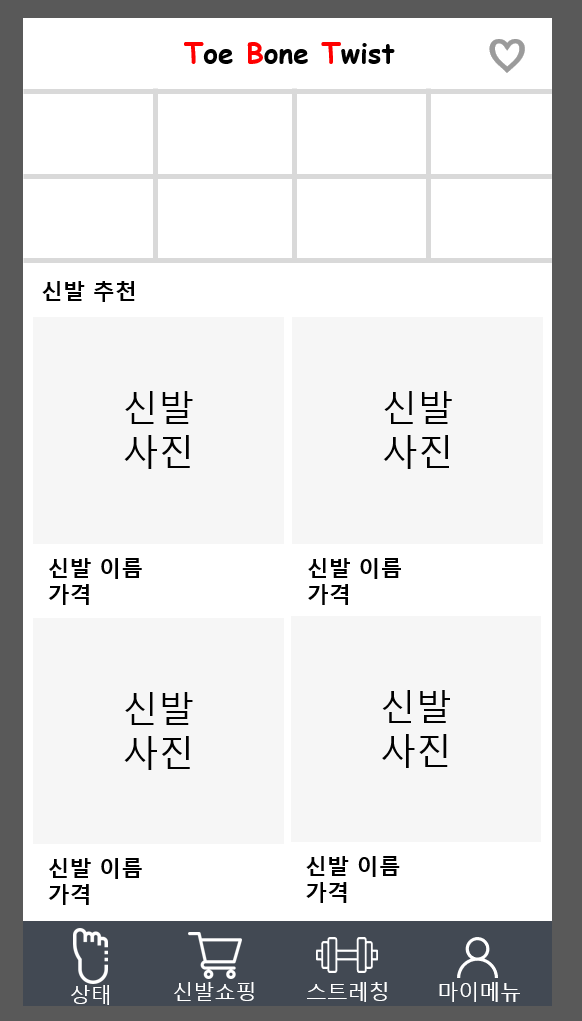 Toe Bone Twist
신발 추천
신발
사진
신발
사진
신발 이름
가격
신발 이름
가격
신발
사진
신발
사진
신발 이름
가격
신발 이름
가격
상태
신발쇼핑
스트레칭
마이메뉴